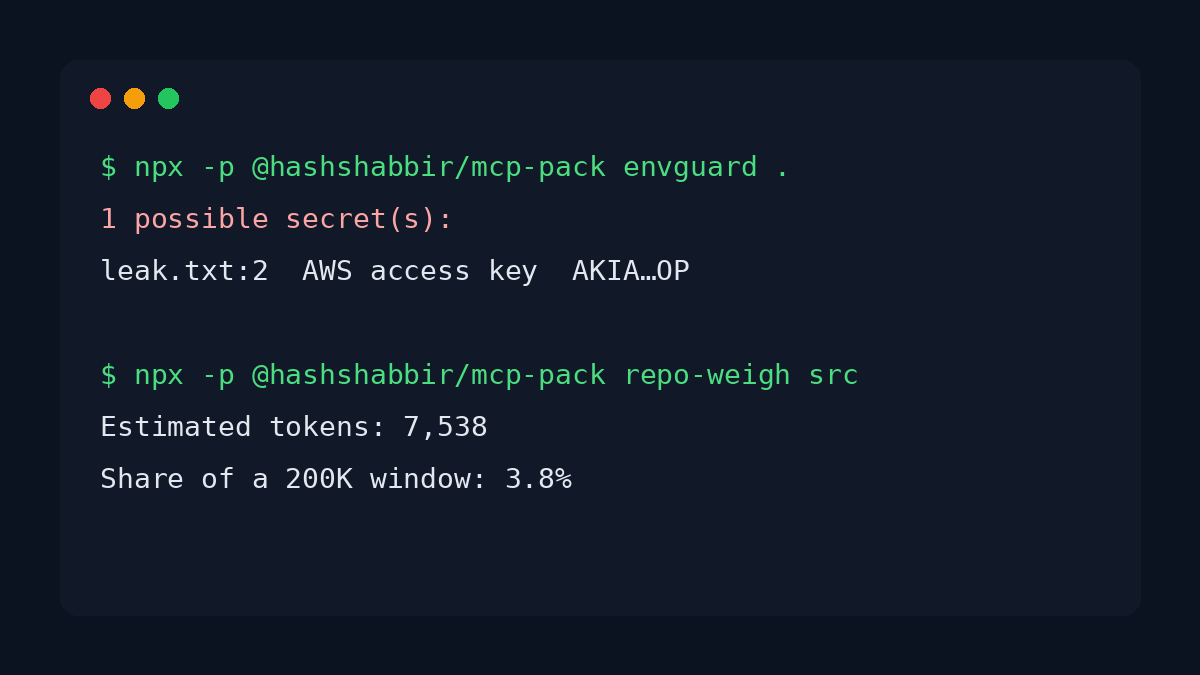 $ npx -p @hashshabbir/mcp-pack envguard .
1 possible secret(s):
leak.txt:2  AWS access key  AKIA…OP
$ npx -p @hashshabbir/mcp-pack repo-weigh src
Estimated tokens: 7,538
Share of a 200K window: 3.8%